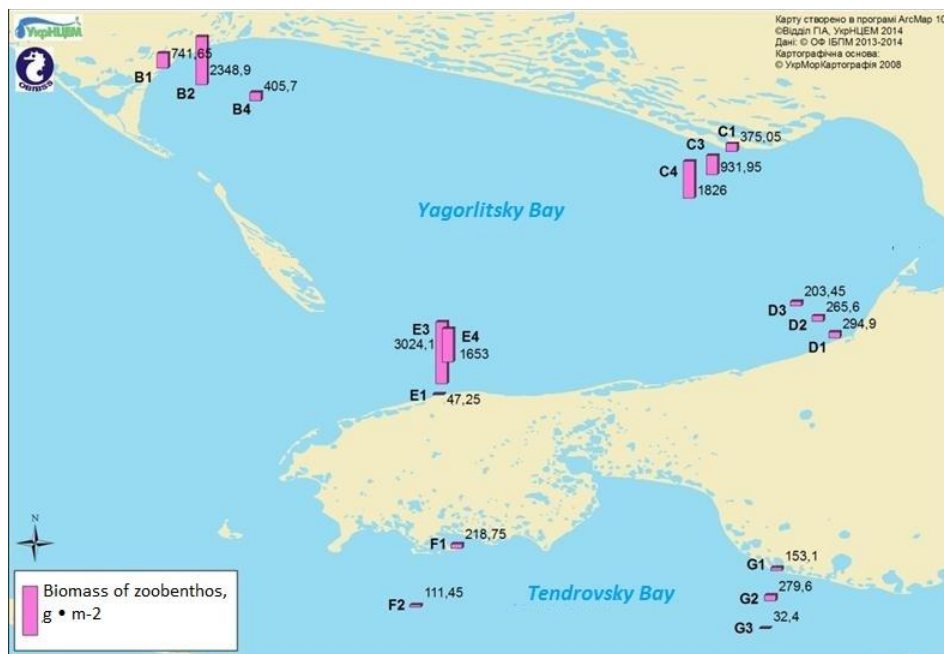 УкрНЦЕМ
Карту створено в програмі ArcMap 10
©Відділ ГІА, УкрНЦЕМ 2014
Дані: © ОФ ІБПМ 2013-2014
Картографічна основа:
© УкрМорКартографія 2008
741,65
B1
2348,9
B2
405,7
B4
C1
375,05
C3
931,95
C4
1826
Yagorlitsky Bay
203,45
D3
265,6
D2
294,9
D1
E3
E4
3024,1
1653
E1
47,25
N
218,75
F1
153,1
G1
279,6
G2
111,45
F2
Tendrovsky Bay
32,4
G3
Biomass of zoobenthos,
g • m-2